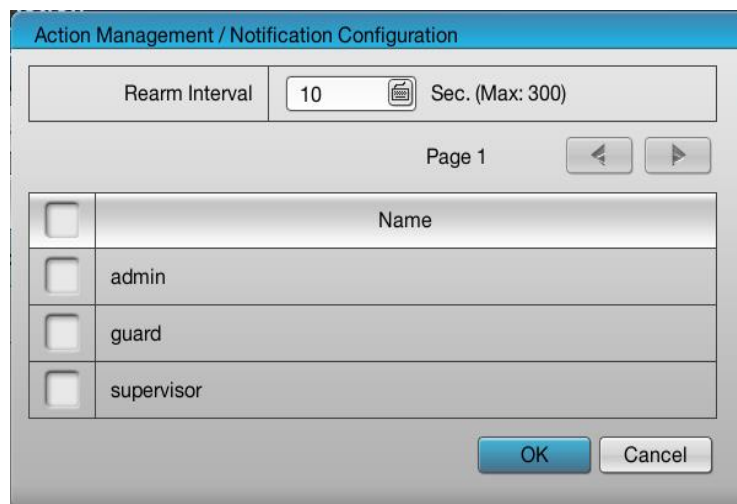 Action Management / Notification Configuration
Rearm Interval 10 Sec. (Max: 300)
Page 1
Name
admin
guard
supervisor
OK Cancel